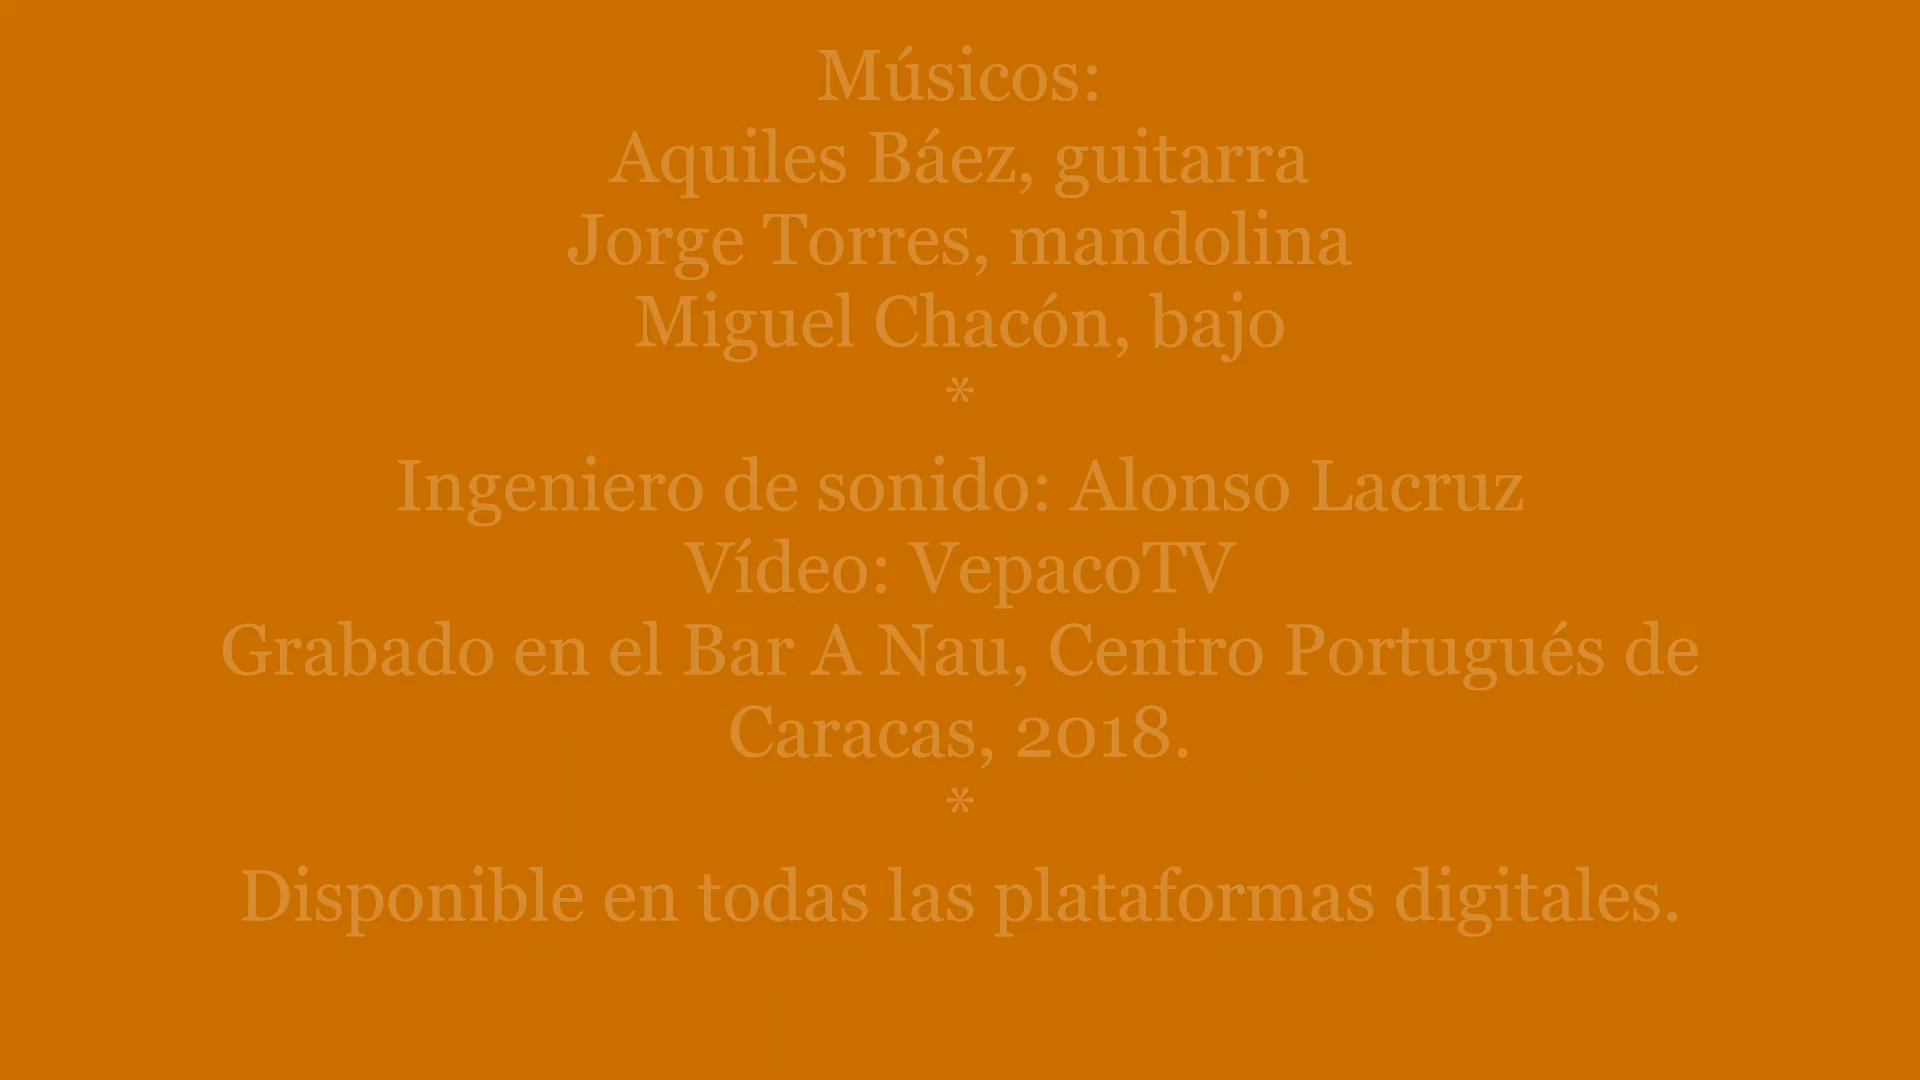 Músicos:
Aquiles Báez, guitarra
Jorge Torres, mandolina
Miguel Chacón, bajo
*
Ingeniero de sonido: Alonso Lacruz
Vídeo: VepacoTV
Grabado en el Bar A Nau, Centro Portugués de
Caracas, 2018.
*
Disponible en todas las plataformas digitales.